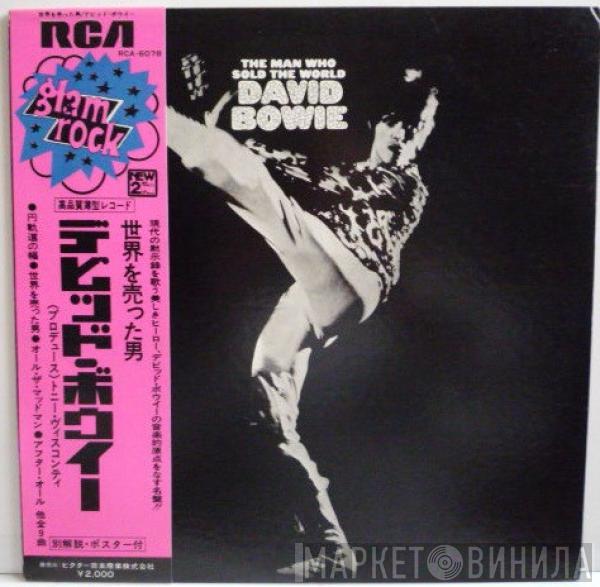 世界を売った男/デビッド・ボウイー
RCA
RCA-6078
glam
rock
NEW
2
高品質薄型レコード
現代の黙示録を歌う美しきヒーロー、デビッド・ボウイーの音楽的原点をなす名盤!!
世界を売った男
デビッド・ボウイー
(プロデュース)トニー・ヴィスコンティ
●円軌道の幅●世界を売った男●オール・ザ・マッドマン●アフター・オール 他全9曲
別解説・ポスター付
発売元:ビクター音楽産業株式会社
¥2,000
THE MAN WHO
SOLD THE WORLD
DAVID
BOWIE
МАРКЕТ ВИНИЛА